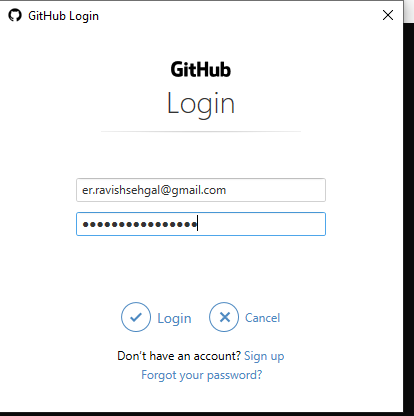 GitHub Login
GitHub
Login
er.ravishsehgal@gmail.com
●●●●●●●●●●●●●●●●
Login Cancel
Don't have an account? Sign up
Forgot your password?